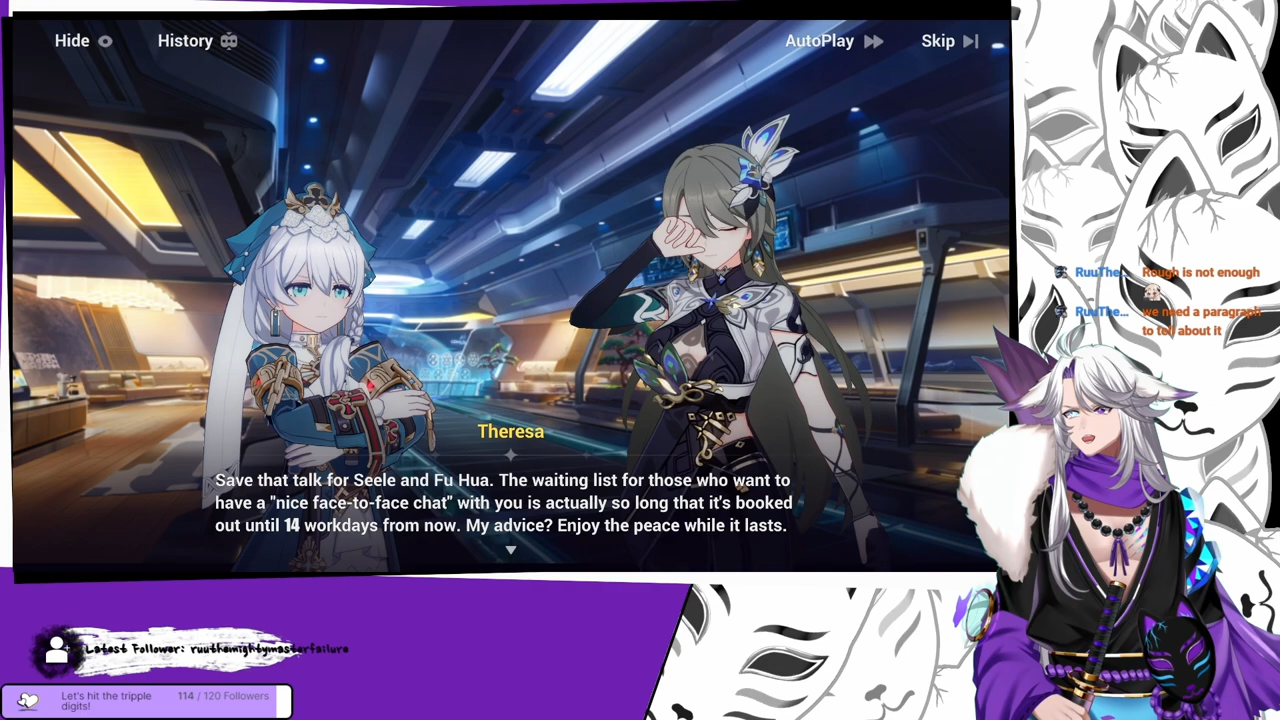 Hide
History
AutoPlay
Skip
RuuThe... Rough is not enough
RuuThe... we need a paragraph
to tell about it
Theresa
Save that talk for Seele and Fu Hua. The waiting list for those who want to
have a "nice face-to-face chat" with you is actually so long that it's booked
out until 14 workdays from now. My advice? Enjoy the peace while it lasts.
Latest Follower: ruuthemightymasterfailure
Let's hit the tripple
digits!
114 / 120 Followers